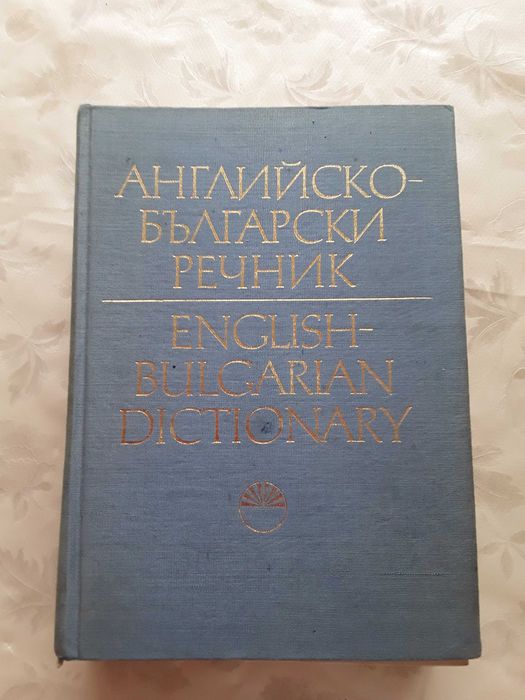 АНГЛИЙСКО-
БЪЛГАРСКИ
РЕЧНИК
ENGLISH-
BULGARIAN
DICTIONARY